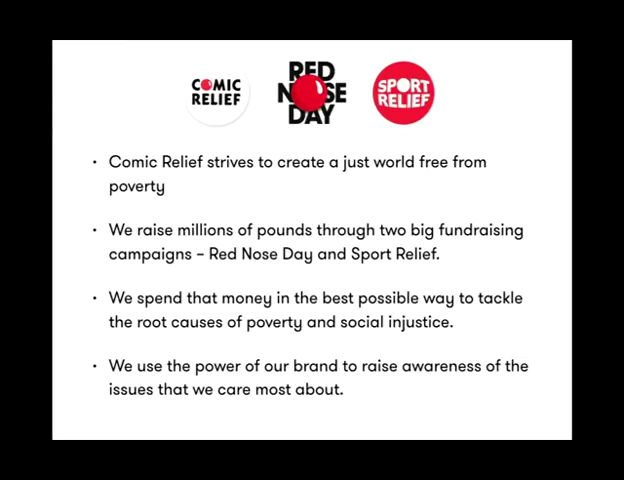 COMIC
RELIEF
RED
NOSE
DAY
SPORT
RELIEF
• Comic Relief strives to create a just world free from
poverty
• We raise millions of pounds through two big fundraising
campaigns – Red Nose Day and Sport Relief.
• We spend that money in the best possible way to tackle
the root causes of poverty and social injustice.
• We use the power of our brand to raise awareness of the
issues that we care most about.